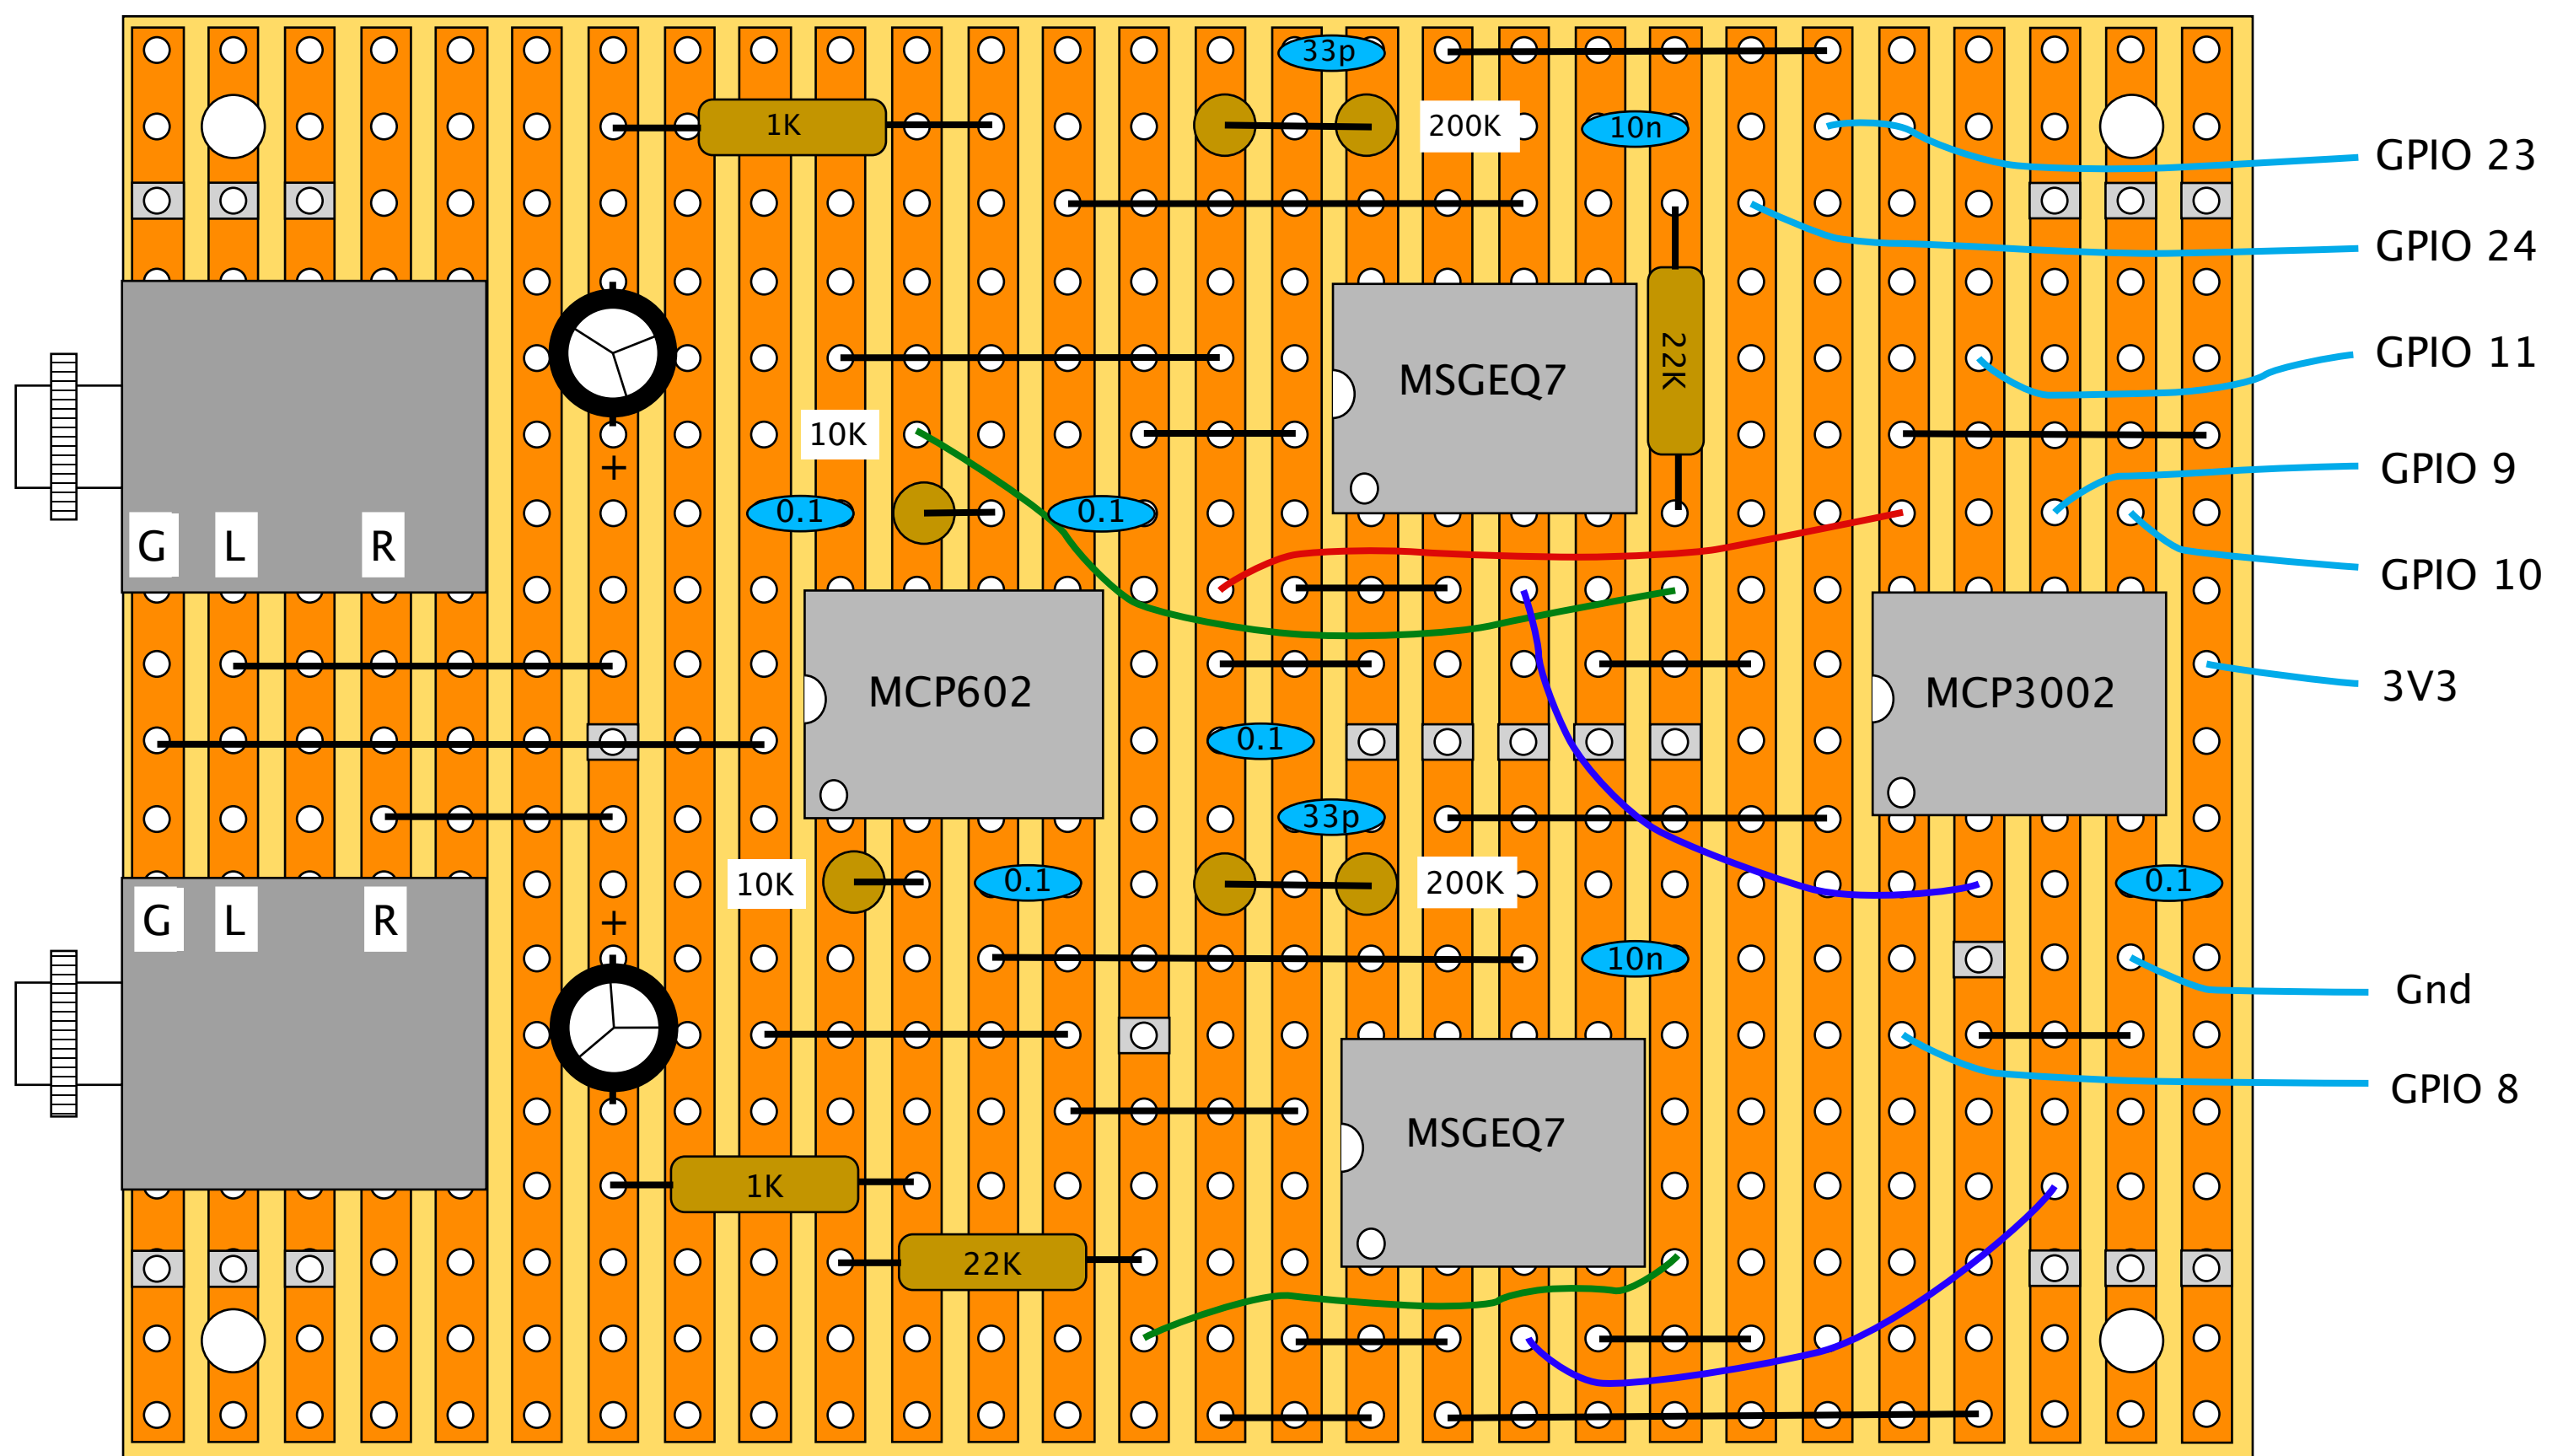 33p
1K
200K
10n
GPIO 23
GPIO 24
GPIO 11
MSGEQ7
22K
10K
+
GPIO 9
0.1
0.1
G L R
GPIO 10
MCP602
MCP3002
3V3
0.1
33p
10K
0.1
200K
0.1
G L R
+
10n
Gnd
GPIO 8
MSGEQ7
1K
22K